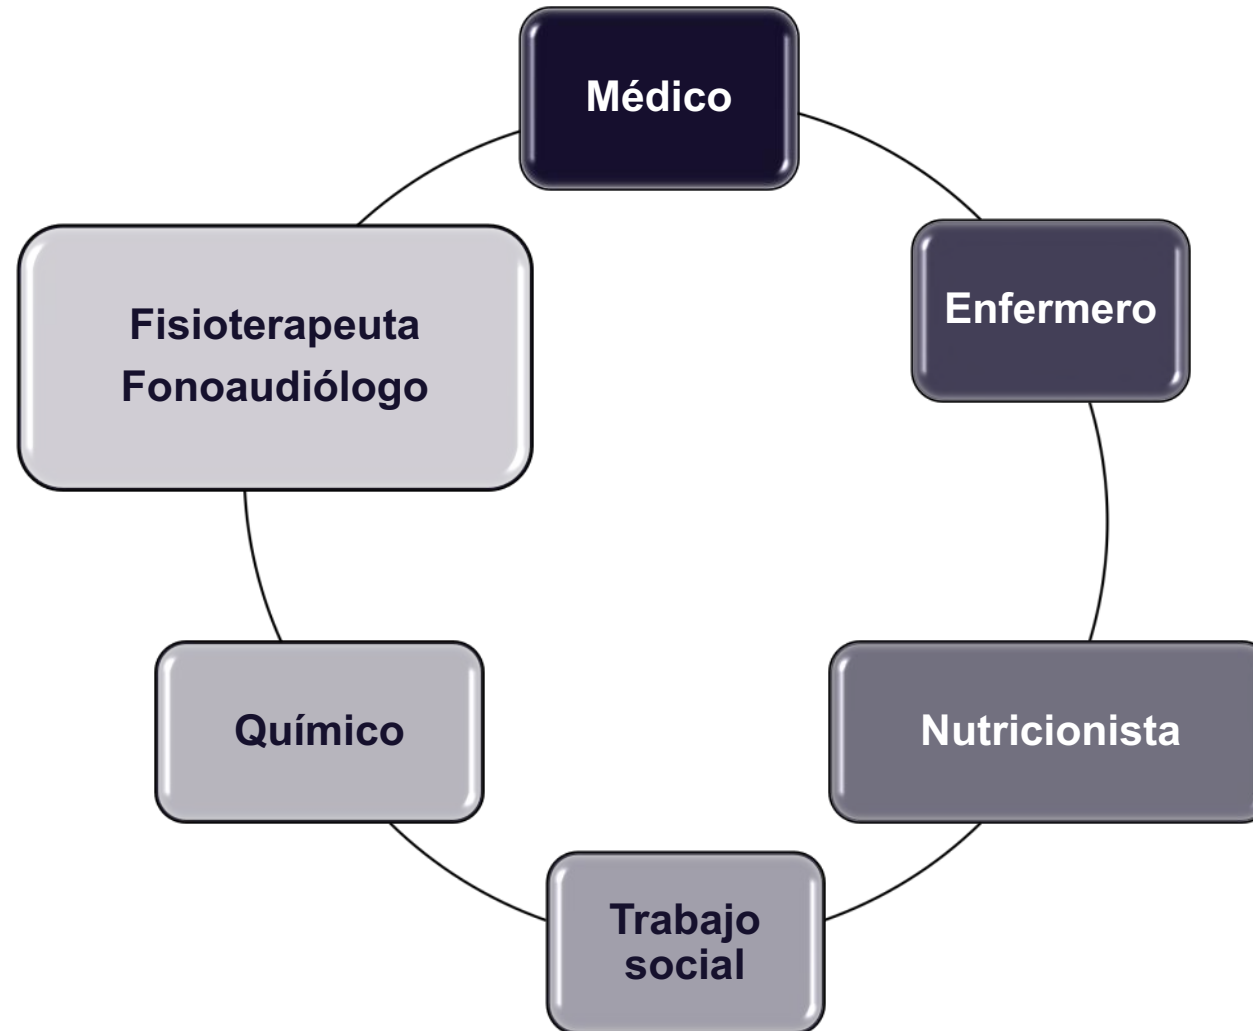 Médico
Enfermero
Fisioterapeuta
Fonoaudiólogo
Químico
Nutricionista
Trabajo
social